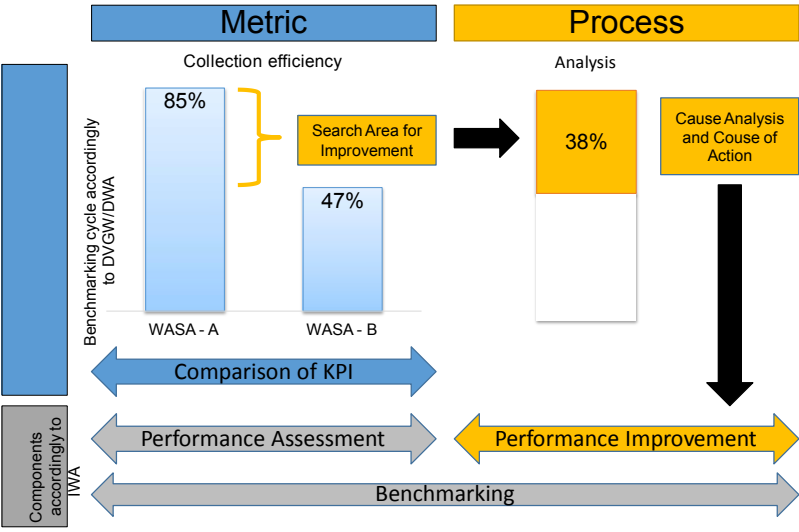 Metric
Process
Collection efficiency
Analysis
85%
Search Area for
Improvement
47%
38%
Cause Analysis
and Couse of
Action
Benchmarking cycle accordingly
to DVGW/DWA
WASA - A
WASA - B
Comparison of KPI
Components
accordingly to
IWA
Performance Assessment
Performance Improvement
Benchmarking